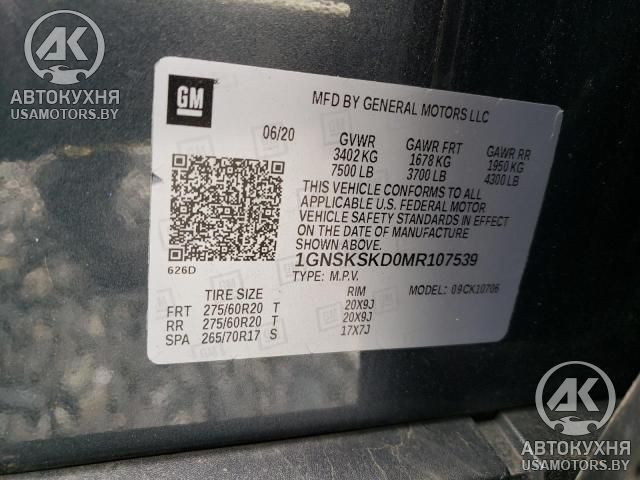 АК
АВТОКУХНЯ
USAMOTORS.BY
GM
MFD BY GENERAL MOTORS LLC
06/20 GVWR GAWR FRT GAWR RR
3402 KG 1678 KG 1950 KG
7500 LB 3700 LB 4300 LB
THIS VEHICLE CONFORMS TO ALL
APPLICABLE U.S. FEDERAL MOTOR
VEHICLE SAFETY STANDARDS IN EFFECT
ON THE DATE OF MANUFACTURE
SHOWN ABOVE.
626D
1GNSKSKD0MR107539
TYPE: M.P.V. MODEL: 09CK10706
TIRE SIZE RIM
FRT 275/60R20 T 20X9J
RR 275/60R20 T 20X9J
SPA 265/70R17 S 17X7J
АК
АВТОКУХНЯ
USAMOTORS.BY